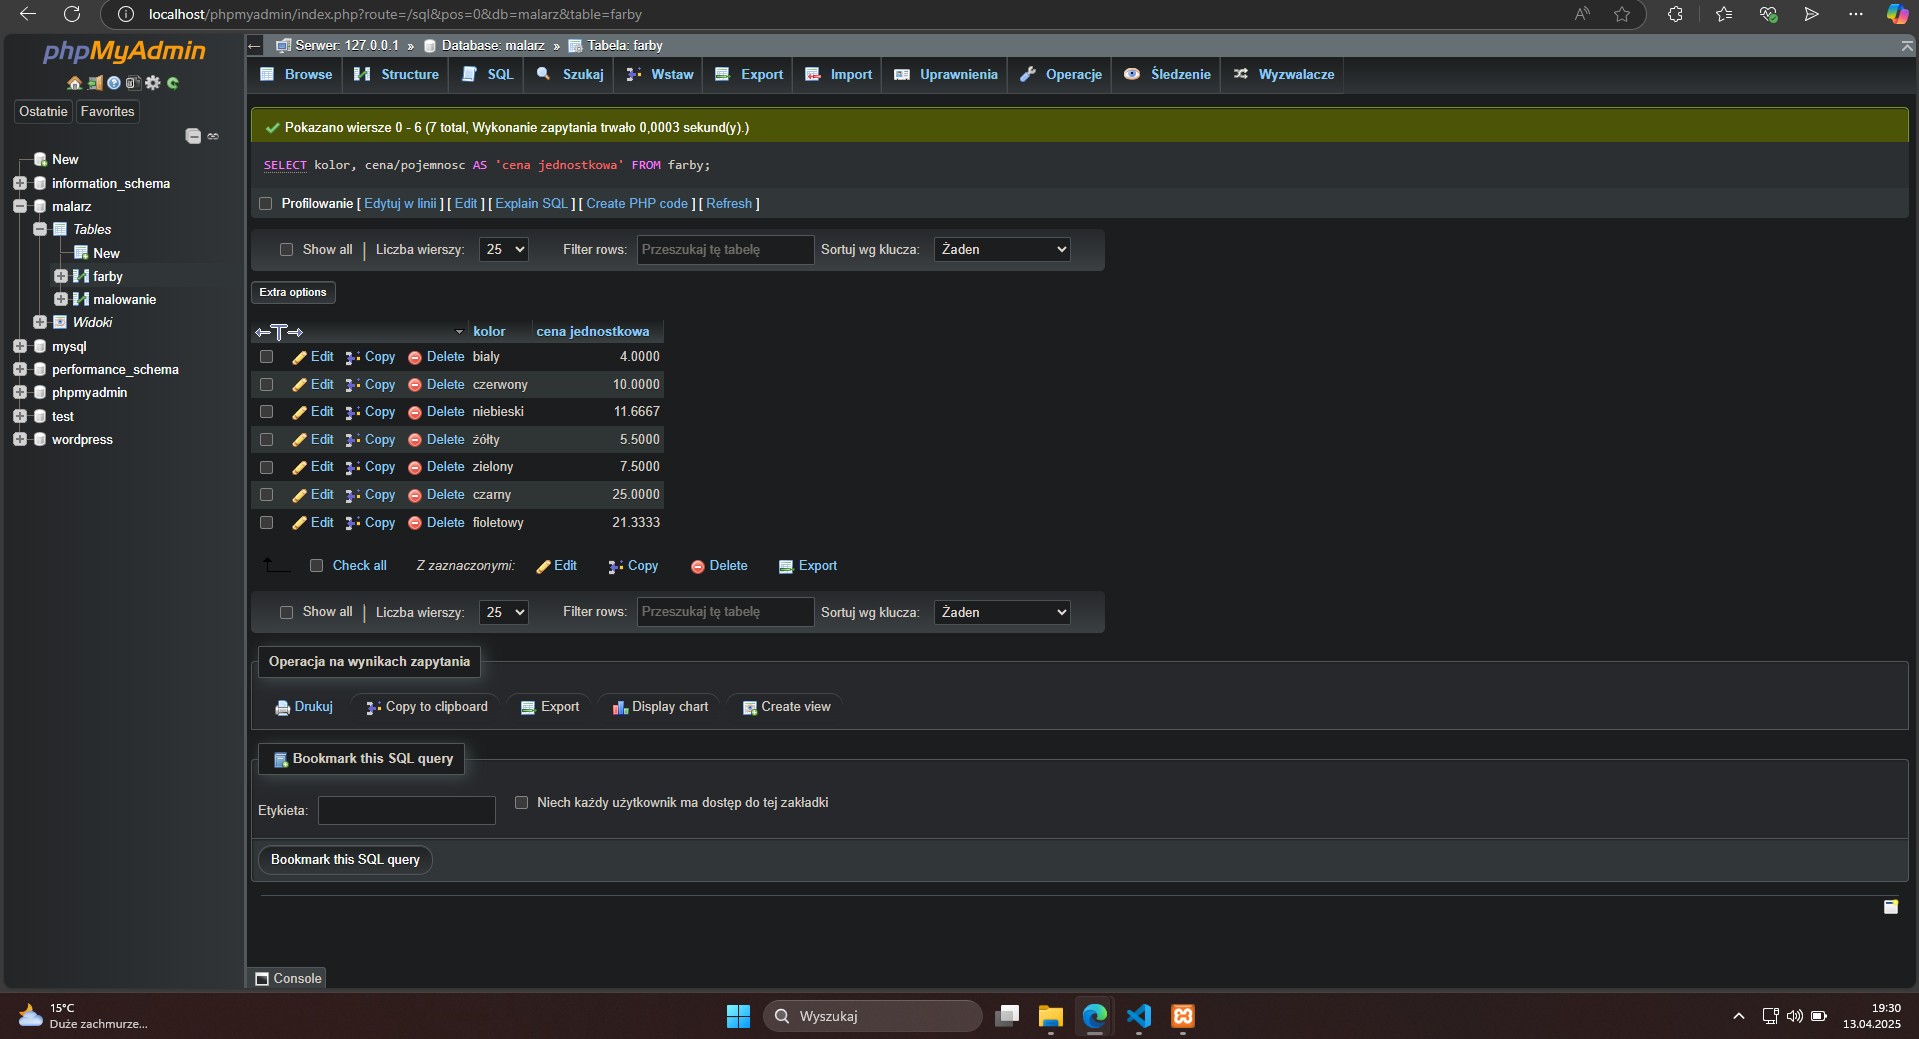 localhost/phpmyadmin/index.php?route=/sql&pos=0&db=malarz&table=farby
phpMyAdmin
Ostatnie Favorites
New
information_schema
malarz
Tables
New
farby
malowanie
Widoki
mysql
performance_schema
phpmyadmin
test
wordpress
Serwer: 127.0.0.1 » Database: malarz » Tabela: farby
Browse Structure SQL Szukaj Wstaw Export Import Uprawnienia Operacje Śledzenie Wyzwalacze
Pokazano wiersze 0 - 6 (7 total, Wykonanie zapytania trwało 0,0003 sekund(y).)
SELECT kolor, cena/pojemnosc AS 'cena jednostkowa' FROM farby;
Profilowanie [ Edytuj w linii ] [ Edit ] [ Explain SQL ] [ Create PHP code ] [ Refresh ]
Show all | Liczba wierszy: 25 Filter rows: Przeszukaj tę tabelę Sortuj wg klucza: Żaden
Extra options
←T→ kolor cena jednostkowa
Edit Copy Delete bialy 4.0000
Edit Copy Delete czerwony 10.0000
Edit Copy Delete niebieski 11.6667
Edit Copy Delete żółty 5.5000
Edit Copy Delete zielony 7.5000
Edit Copy Delete czarny 25.0000
Edit Copy Delete fioletowy 21.3333
Check all Z zaznaczonymi: Edit Copy Delete Export
Show all | Liczba wierszy: 25 Filter rows: Przeszukaj tę tabelę Sortuj wg klucza: Żaden
Operacja na wynikach zapytania
Drukuj Copy to clipboard Export Display chart Create view
Bookmark this SQL query
Etykieta: Niech każdy użytkownik ma dostęp do tej zakładki
Bookmark this SQL query
Console
15°C
Duże zachmurze...
Wyszukaj
19:30
13.04.2025